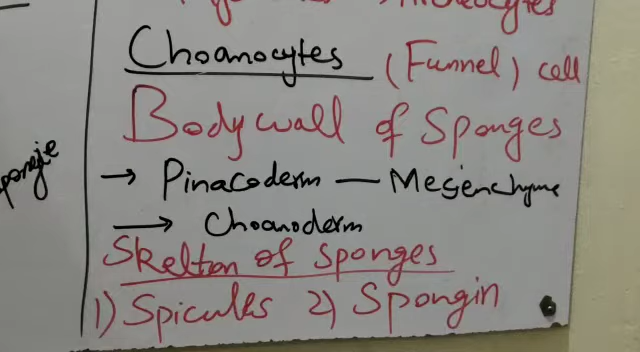 Choanocytes (Funnel) cell
Body wall of Sponges
→ Pinacoderm — Mesenchyme
→ Choanoderm
Skelton of Sponges
1) Spicules 2) Spongin